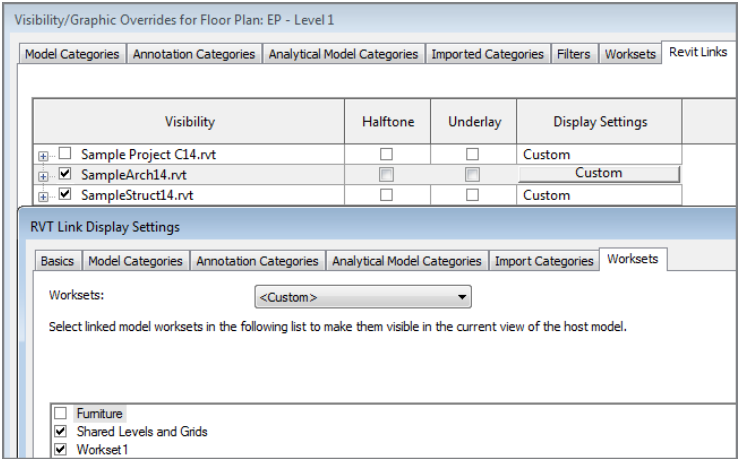 Visibility/Graphic Overrides for Floor Plan: EP - Level 1
Model Categories Annotation Categories Analytical Model Categories Imported Categories Filters Worksets Revit Links
Visibility Halftone Underlay Display Settings
Sample Project C14.rvt Custom
SampleArch14.rvt Custom
SampleStruct14.rvt Custom
RVT Link Display Settings
Basics Model Categories Annotation Categories Analytical Model Categories Import Categories Worksets
Worksets: <Custom>
Select linked model worksets in the following list to make them visible in the current view of the host model.
Furniture
Shared Levels and Grids
Workset1